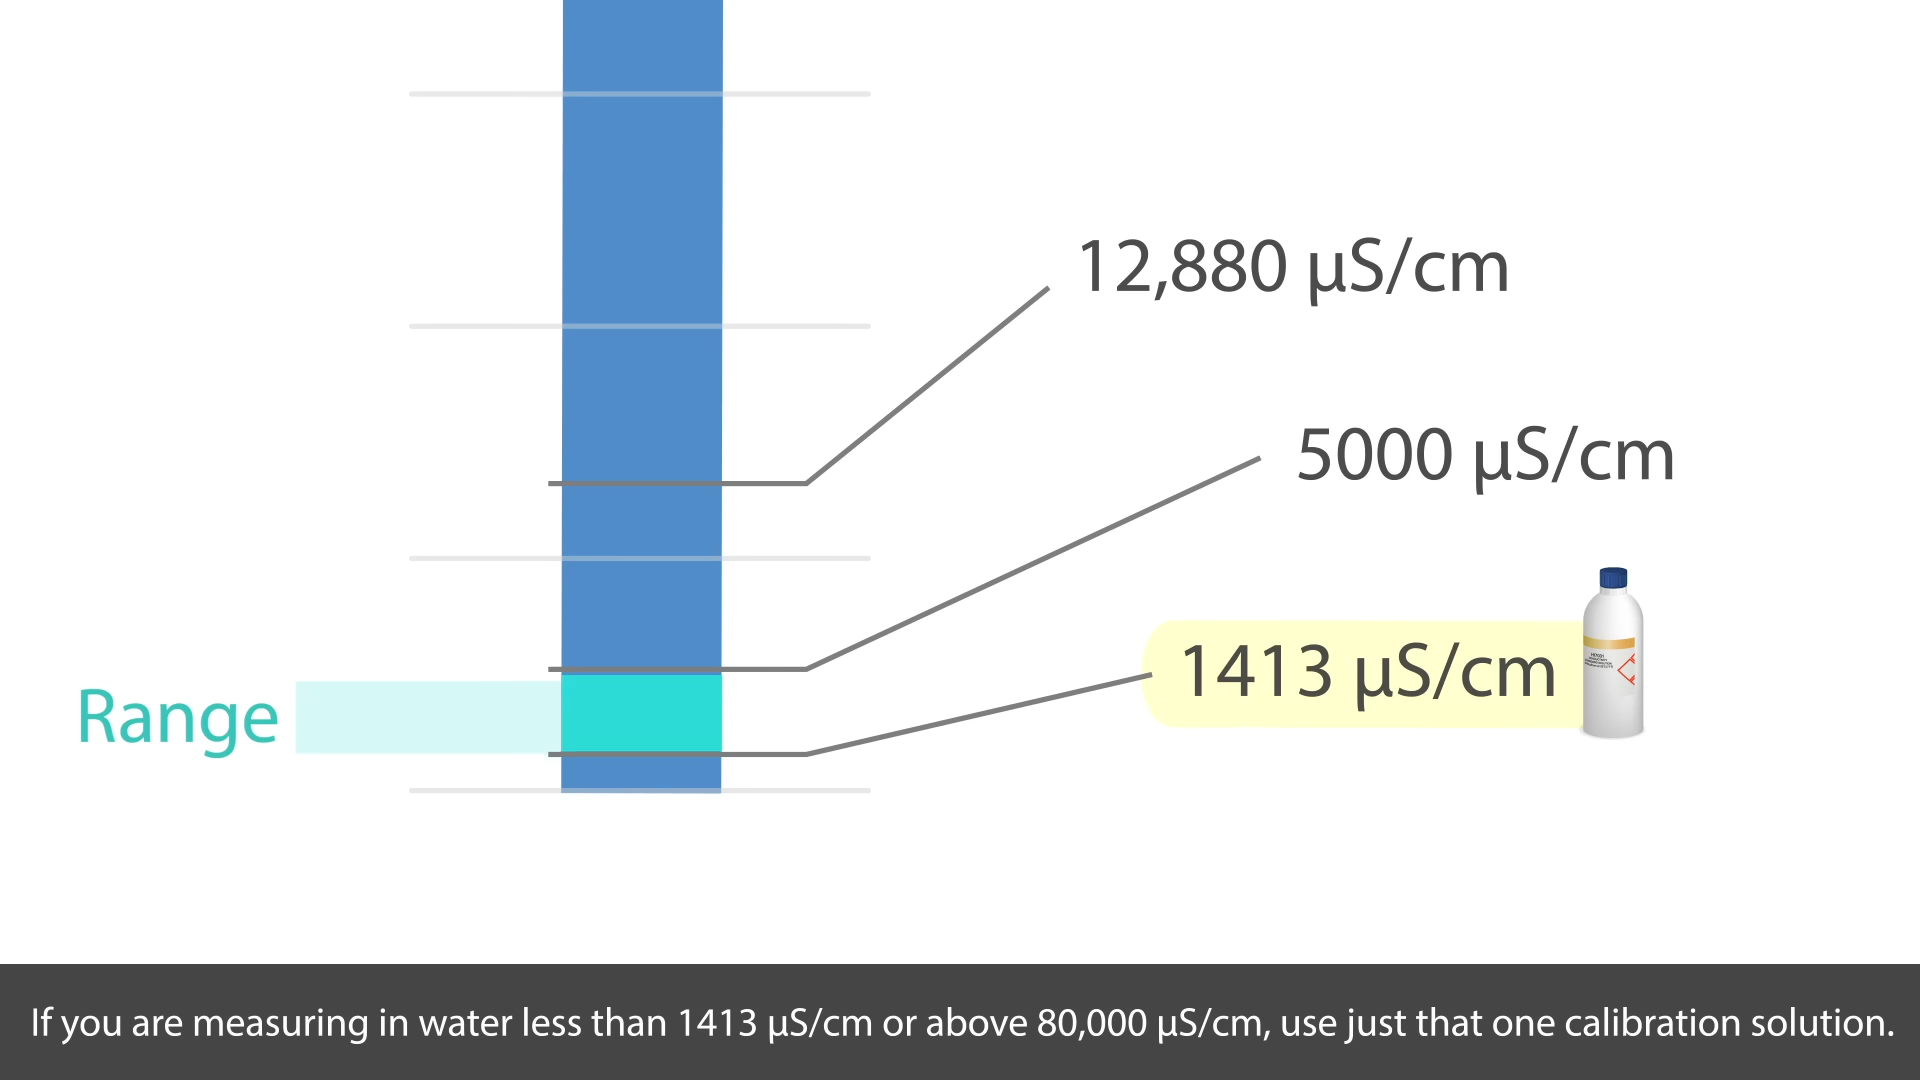 12,880 µS/cm
5000 µS/cm
1413 µS/cm
Range
If you are measuring in water less than 1413 µS/cm or above 80,000 µS/cm, use just that one calibration solution.